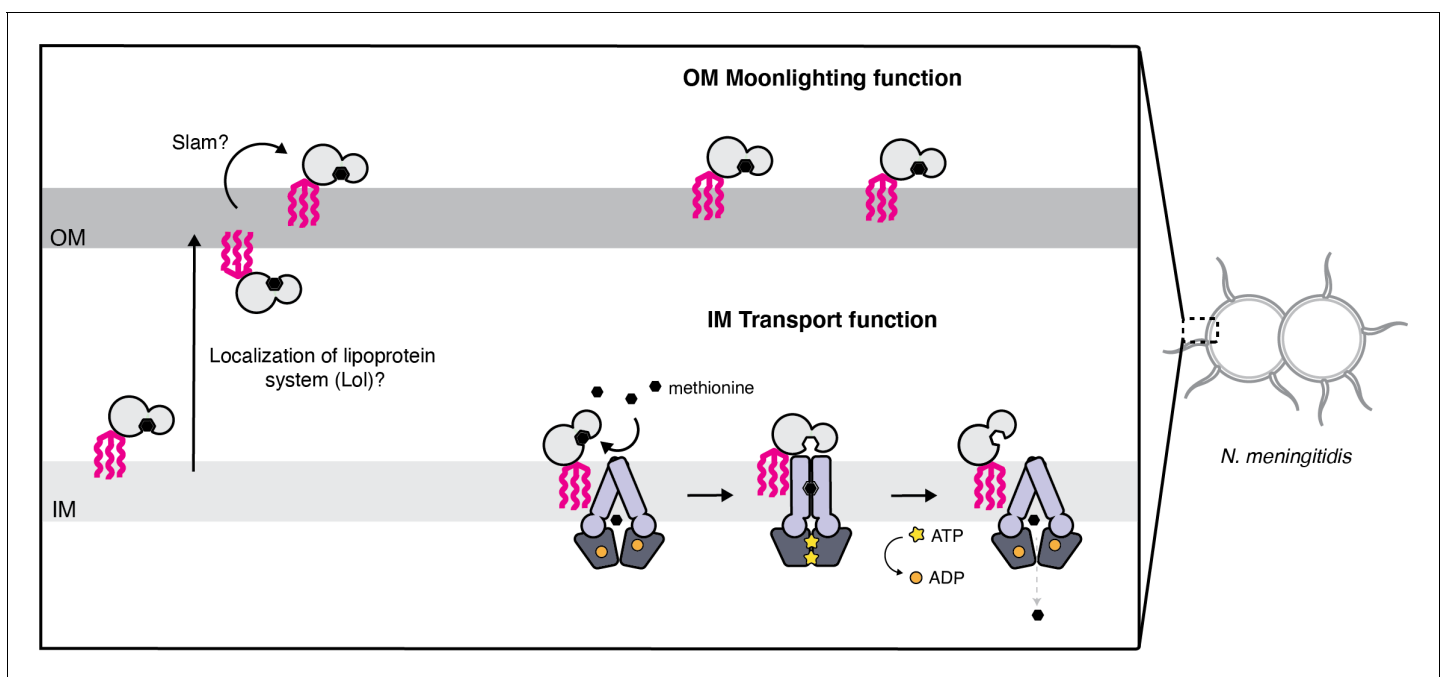 OM Moonlighting function
Slam?
OM
IM Transport function
Localization of lipoprotein
system (Lol)?
methionine
N. meningitidis
IM
ATP
ADP